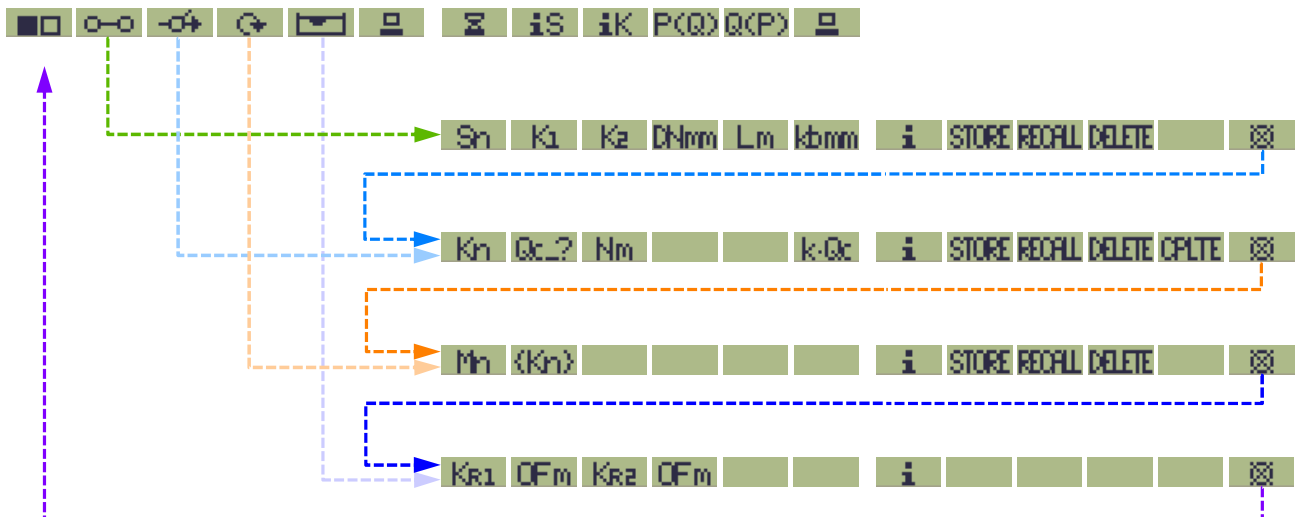 iS iK P(Q) Q(P)
Sn K1 K2 DNmm Lm kbmm i STORE RECALL DELETE
Kn Qc_? Nm k·Qc i STORE RECALL DELETE CPLTE
Mn {Kn} i STORE RECALL DELETE
KR1 OFm KR2 OFm i